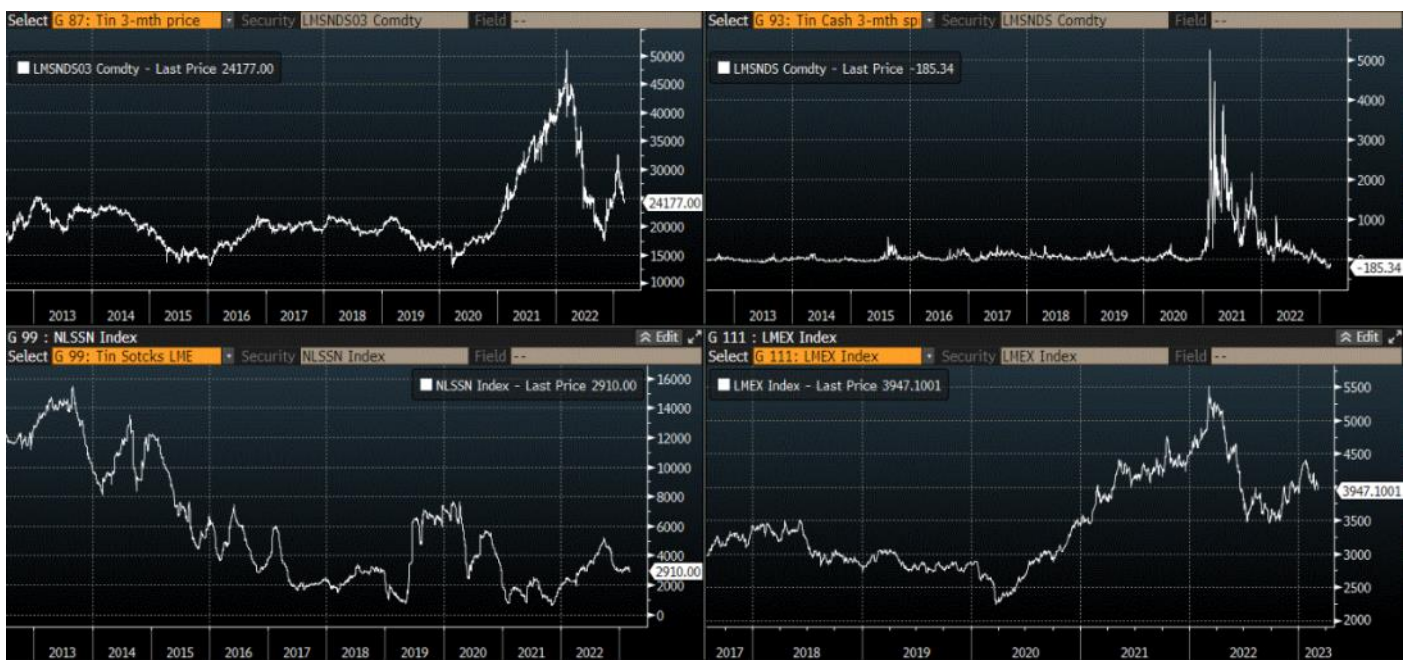 Select G 87: Tin 3-mth price Security LMSNDS03 Comdty Field --
LMSNDS03 Comdty - Last Price 24177.00
50000
45000
40000
35000
30000
24177.00
20000
15000
10000
2013 2014 2015 2016 2017 2018 2019 2020 2021 2022
Select G 93: Tin Cash 3-mth sp Security LMSNDS Comdty Field --
LMSNDS Comdty - Last Price -185.34
5000
4000
3000
2000
1000
0
-185.34
2013 2014 2015 2016 2017 2018 2019 2020 2021 2022
G 99 : NLSSN Index Edit
Select G 99: Tin Sotcks LME Security NLSSN Index Field --
NLSSN Index - Last Price 2910.00
16000
14000
12000
10000
8000
6000
4000
2910.00
2000
0
2013 2014 2015 2016 2017 2018 2019 2020 2021 2022
G 111 : LMEX Index Edit
Select G 111: LMEX Index Security LMEX Index Field --
LMEX Index - Last Price 3947.1001
5500
5000
4500
3947.1001
3500
3000
2500
2000
2017 2018 2019 2020 2021 2022 2023